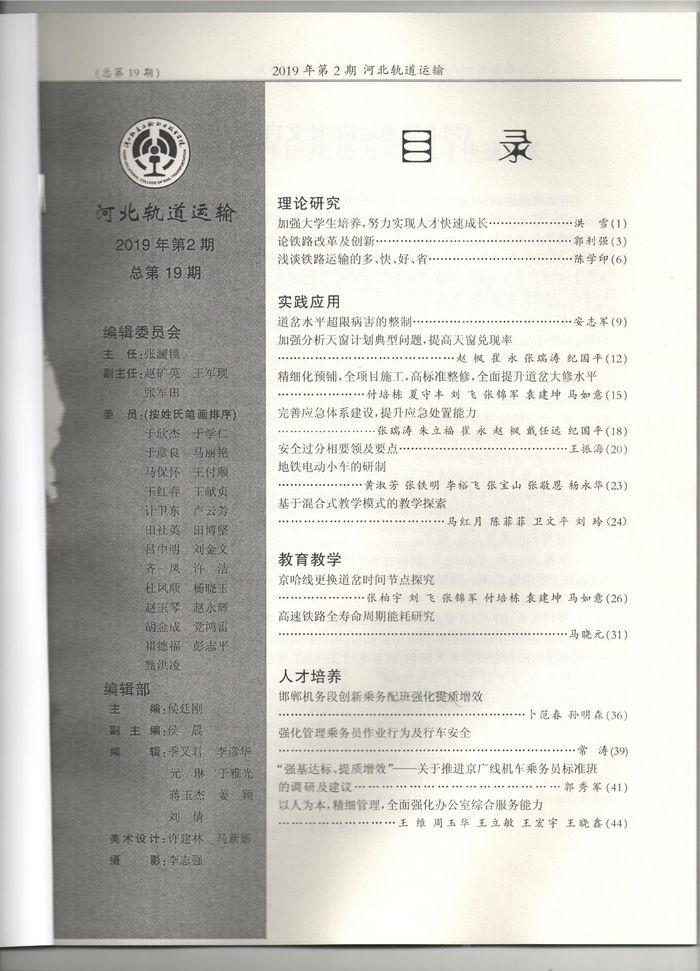 (总第19期)
2019年第2期 河北轨道运输
河北轨道运输
2019年第2期
总第19期
编辑委员会
主 任:张澜锁
副主任:赵矿英 王军现
张军田
委 员:(按姓氏笔画排序)
于欣杰 于学仁
于彦良 马丽艳
马保怀 王付顺
王红春 王献贞
计卫东 卢云芳
田社英 田博坚
吕中明 刘金文
齐 凤 许 洁
杜风顺 杨晓玉
赵玉琴 赵永辉
胡金成 党鸿雷
禚德福 彭志平
甄洪凌
编辑部
主 编:侯廷刚
副 主 编:侯 晨
编 辑:季又君 李彦华
元 琳 于雅光
蒋玉杰 姜 颖
刘 倩
美术设计:许建林 马新影
摄 影:李志强
目 录
理论研究
加强大学生培养,努力实现人才快速成长………………洪 雪(1)
论铁路改革及创新………………郭利强(3)
浅谈铁路运输的多、快、好、省………………陈学印(6)
实践应用
道岔水平超限病害的整制………………安志军(9)
加强分析天窗计划典型问题,提高天窗兑现率
………………赵 枫 崔 永 张瑞涛 纪国平(12)
精细化预铺,全项目施工,高标准整修,全面提升道岔大修水平
………………付培栋 夏守丰 刘 飞 张锦军 袁建坤 马如意(15)
完善应急体系建设,提升应急处置能力
………………张瑞涛 朱立福 崔 永 赵 枫 戴任远 纪国平(18)
安全过分相要领及要点………………王振海(20)
地铁电动小车的研制
………………黄淑芳 张铁明 李裕飞 张宝山 张敬恩 杨永华(23)
基于混合式教学模式的教学探索
………………马红月 陈菲菲 卫文平 刘 玲(24)
教育教学
京哈线更换道岔时间节点探究
………………张柏宇 刘 飞 张锦军 付培栋 袁建坤 马如意(26)
高速铁路全寿命周期能耗研究
………………马晓元(31)
人才培养
邯郸机务段创新乘务配班强化提质增效
………………卜范春 孙明森(36)
强化管理乘务员作业行为及行车安全
………………常 涛(39)
“强基达标、提质增效”——关于推进京广线机车乘务员标准班
的调研及建议………………郭秀军(41)
以人为本,精细管理,全面强化办公室综合服务能力
………………王 维 周玉华 王立敏 王宏宇 王晓鑫(44)